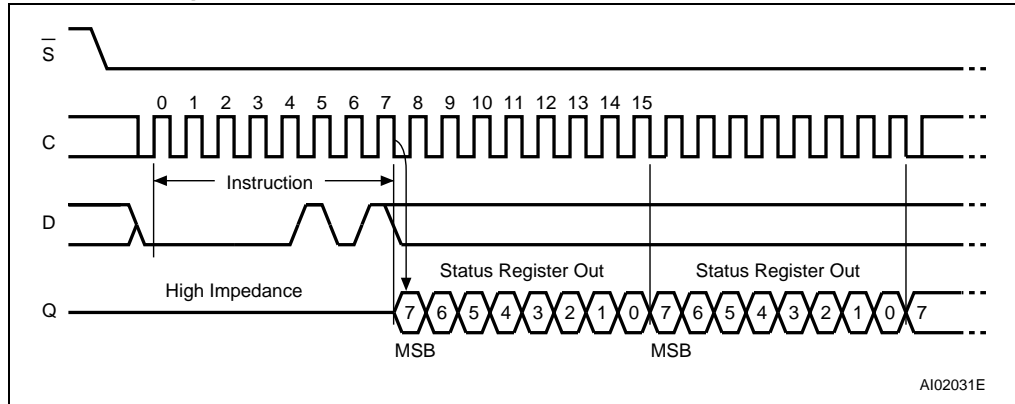 S
0 1 2 3 4 5 6 7 8 9 10 11 12 13 14 15
C
Instruction
D
Status Register Out Status Register Out
High Impedance
Q 7 6 5 4 3 2 1 0 7 6 5 4 3 2 1 0 7
MSB MSB
AI02031E